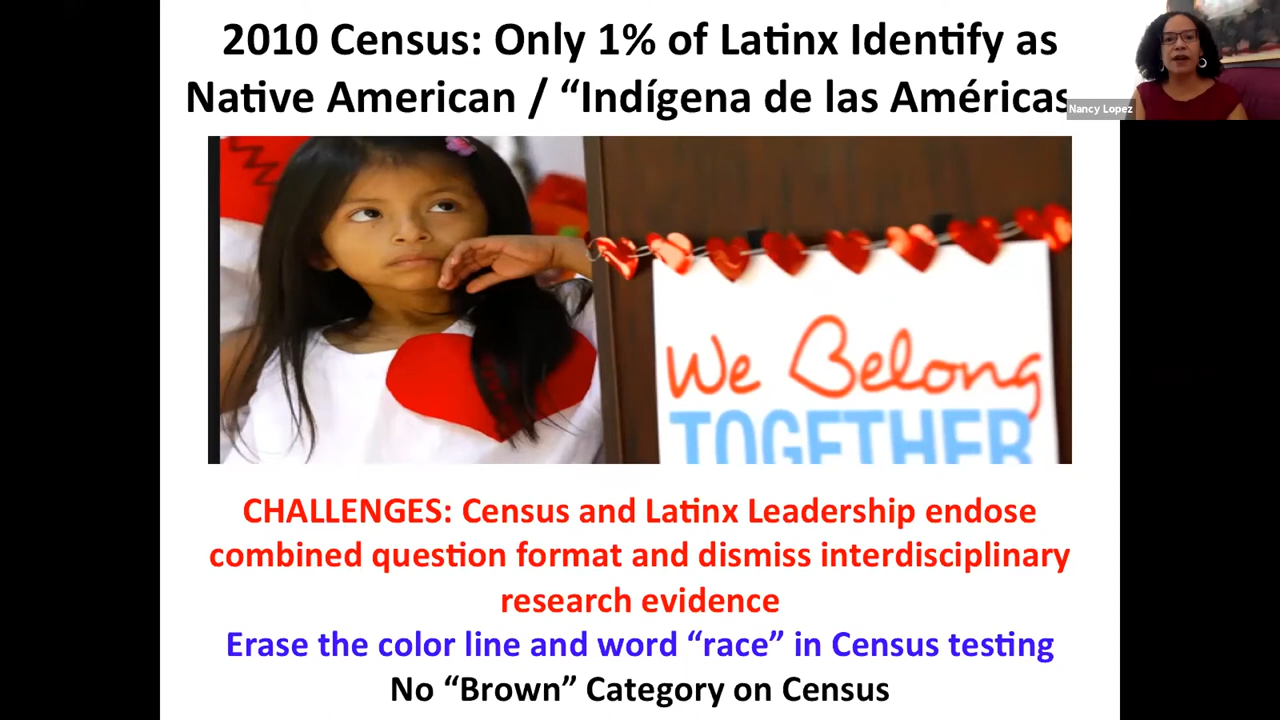 2010 Census: Only 1% of Latinx Identify as
Native American / “Indígena de las Américas
Nancy Lopez
We Belong
TOGETHER
CHALLENGES: Census and Latinx Leadership endose
combined question format and dismiss interdisciplinary
research evidence
Erase the color line and word “race” in Census testing
No “Brown” Category on Census